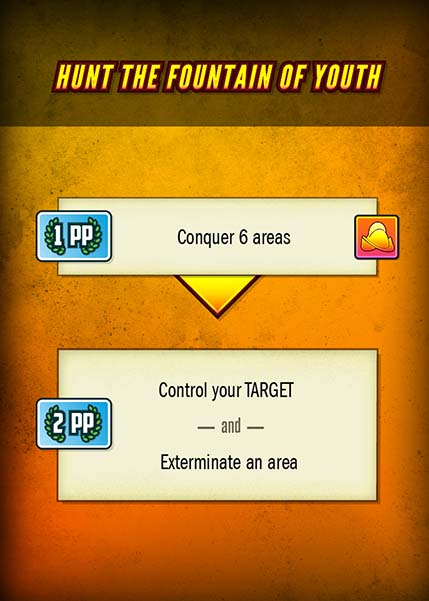 HUNT THE FOUNTAIN OF YOUTH
1 PP
Conquer 6 areas
Control your TARGET
2 PP
— and —
Exterminate an area